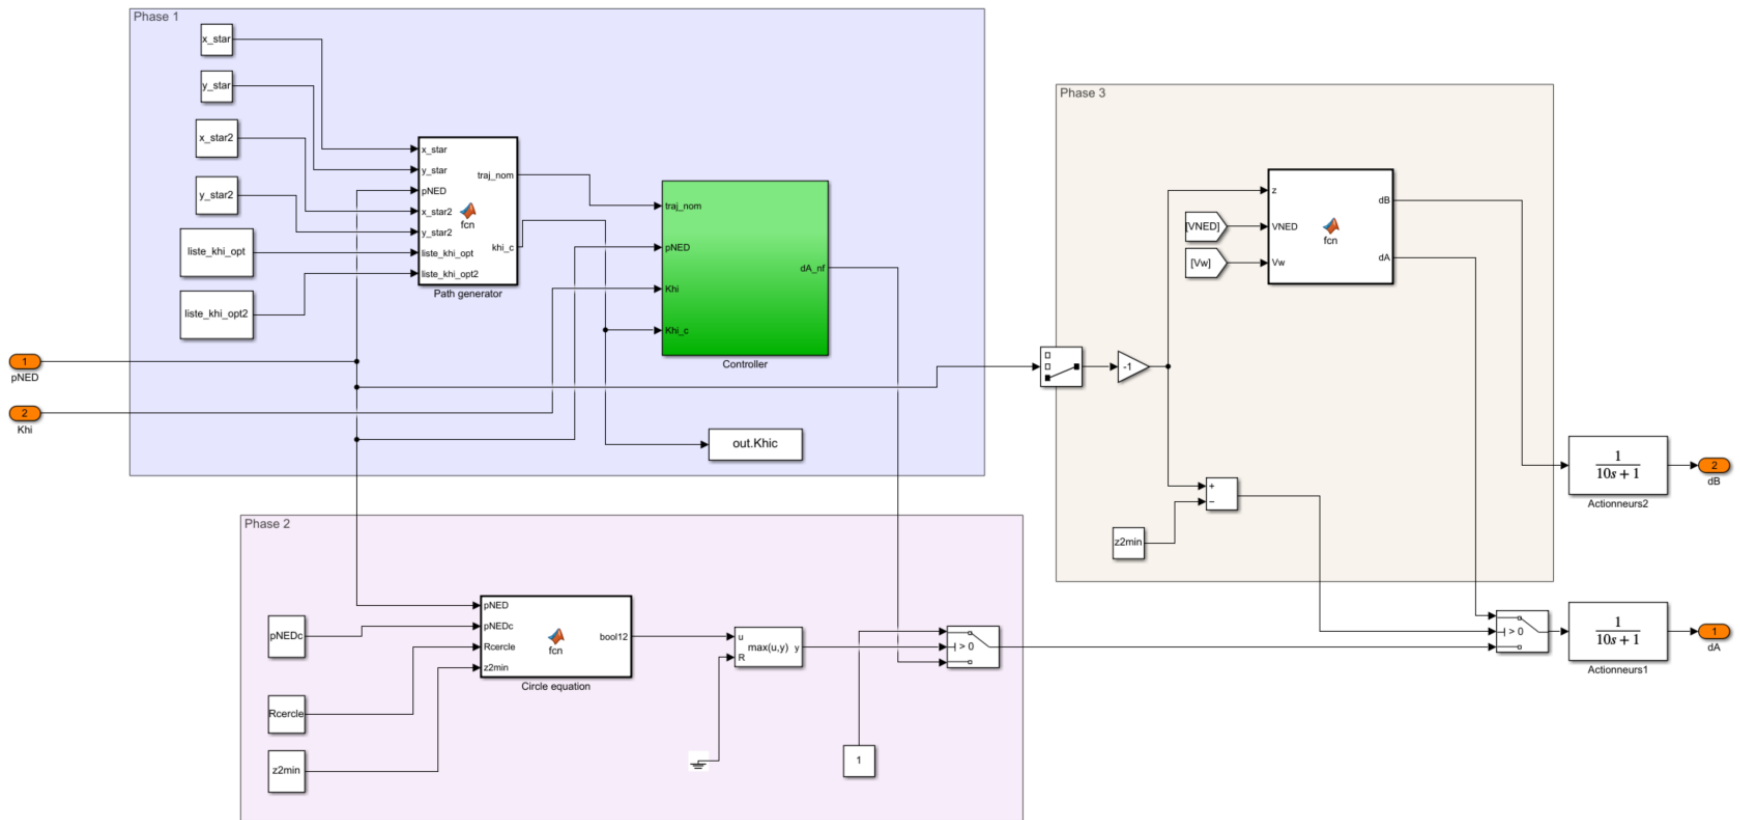 Phase 1
x_star
y_star
x_star2
y_star2
liste_khi_opt
liste_khi_opt2
x_star
y_star
pNED
x_star2
y_star2
liste_khi_opt
liste_khi_opt2
fcn
traj_nom
khi_c
Path generator
traj_nom
pNED
Khi
Khi_c
dA_nf
Controller
out.Khic
1
pNED
2
Khi
Phase 2
pNEDc
Rcercle
z2min
pNED
pNEDc
Rcercle
z2min
fcn
bool12
Circle equation
u
R
max(u,y)
y
1
> 0
Phase 3
-1
[VNED]
[Vw]
z
VNED
Vw
fcn
dB
dA
z2min
+
−
> 0
1
10s + 1
Actionneurs2
2
dB
1
10s + 1
Actionneurs1
1
dA